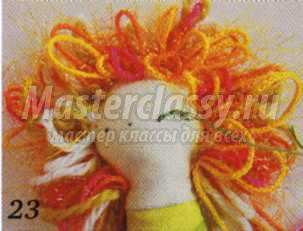 Masterclassy.ru
мастер классы для всех
23